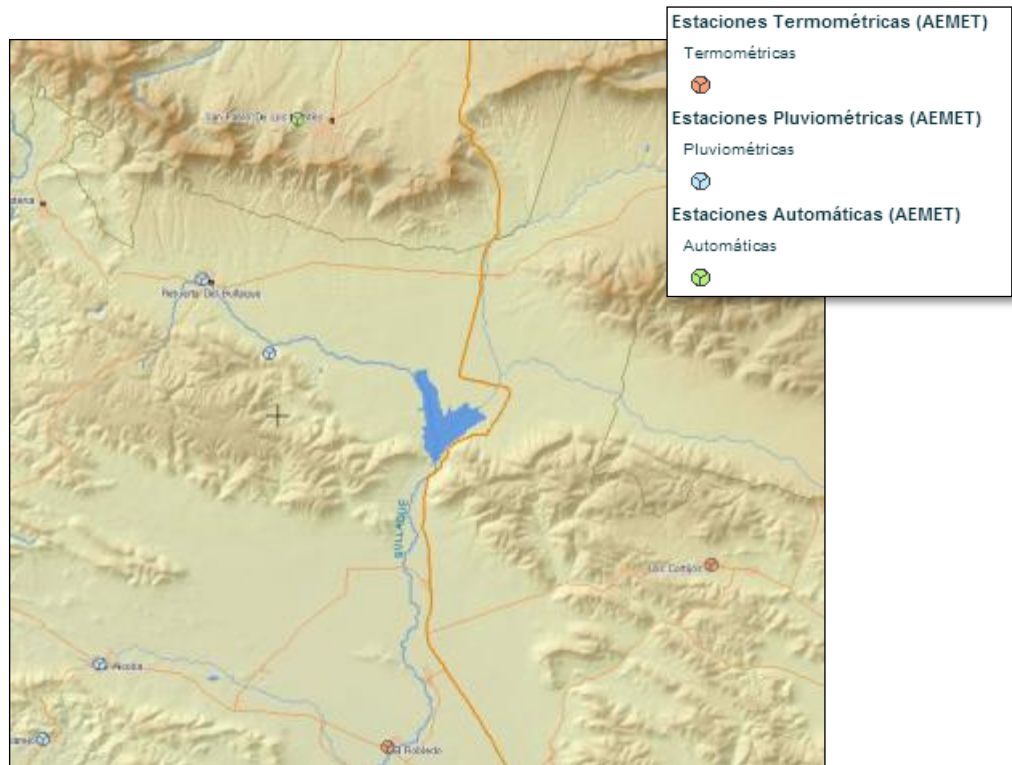 Estaciones Termométricas (AEMET)
Termométricas
Estaciones Pluviométricas (AEMET)
Pluviométricas
Estaciones Automáticas (AEMET)
Automáticas
San Pablo De Los
Retuerta Del Bullaque
BULLAQUE
Los Cortijos
Alcoba
El Robledo